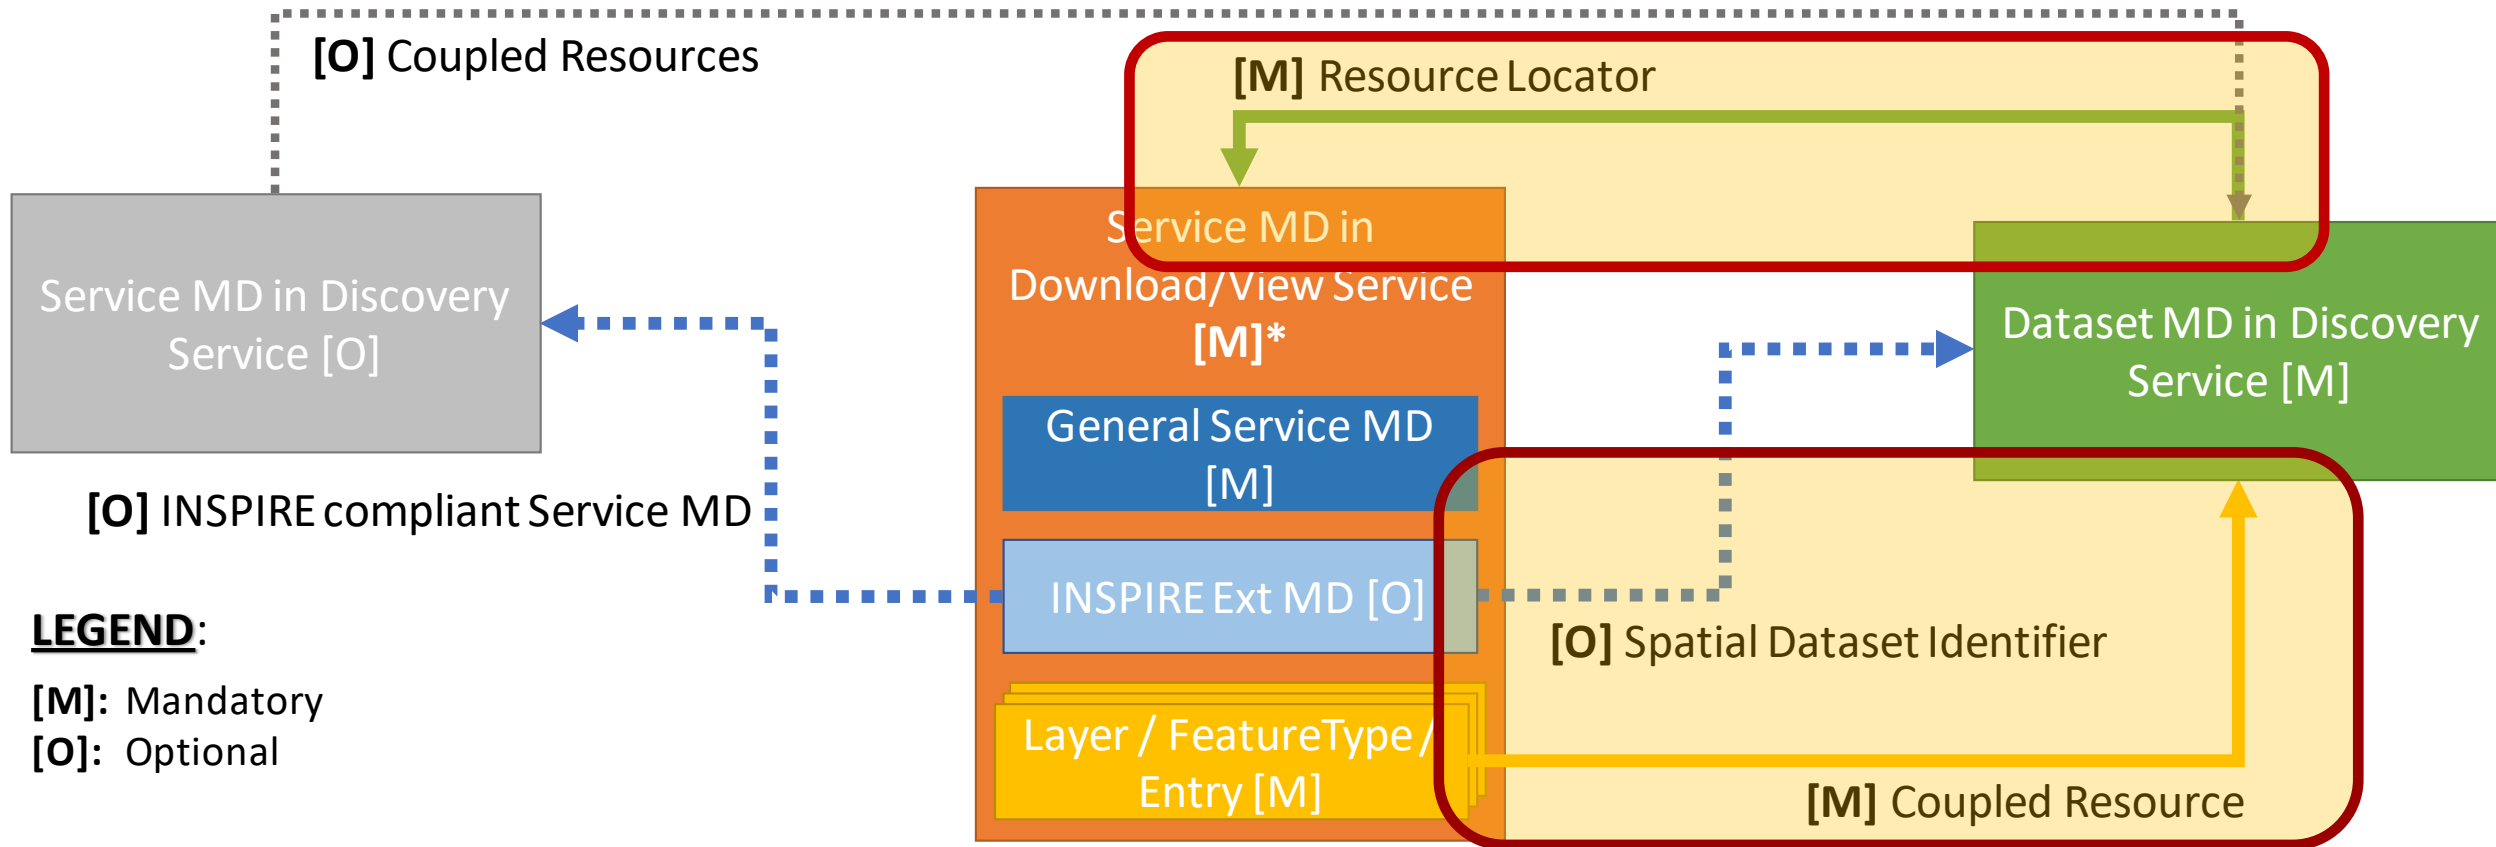 [O] Coupled Resources
[M] Resource Locator
Service MD in Discovery
Service [O]
Service MD in
Download/View Service
[M]*
General Service MD
[M]
INSPIRE Ext MD [O]
Layer / FeatureType /
Entry [M]
Dataset MD in Discovery
Service [M]
[O] INSPIRE compliant Service MD
[O] Spatial Dataset Identifier
[M] Coupled Resource
LEGEND:
[M]: Mandatory
[O]: Optional